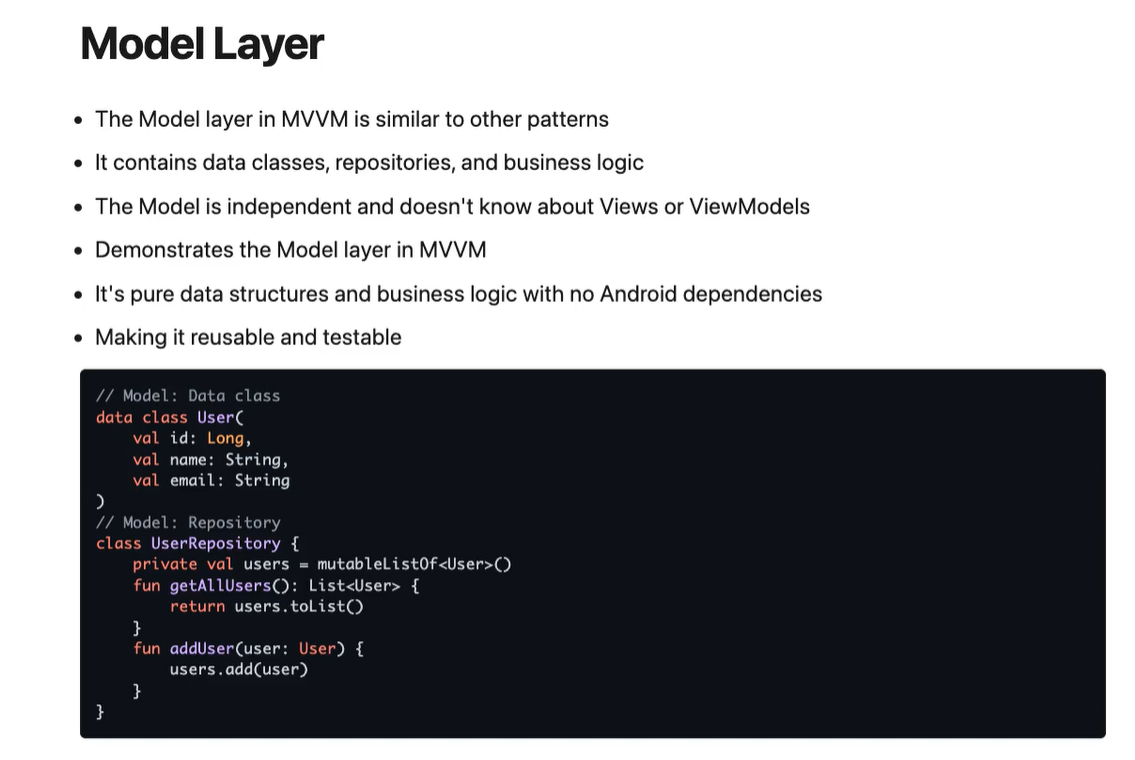 Model Layer
• The Model layer in MVVM is similar to other patterns
• It contains data classes, repositories, and business logic
• The Model is independent and doesn't know about Views or ViewModels
• Demonstrates the Model layer in MVVM
• It's pure data structures and business logic with no Android dependencies
• Making it reusable and testable
// Model: Data class
data class User(
    val id: Long,
    val name: String,
    val email: String
)
// Model: Repository
class UserRepository {
    private val users = mutableListOf<User>()
    fun getAllUsers(): List<User> {
        return users.toList()
    }
    fun addUser(user: User) {
        users.add(user)
    }
}